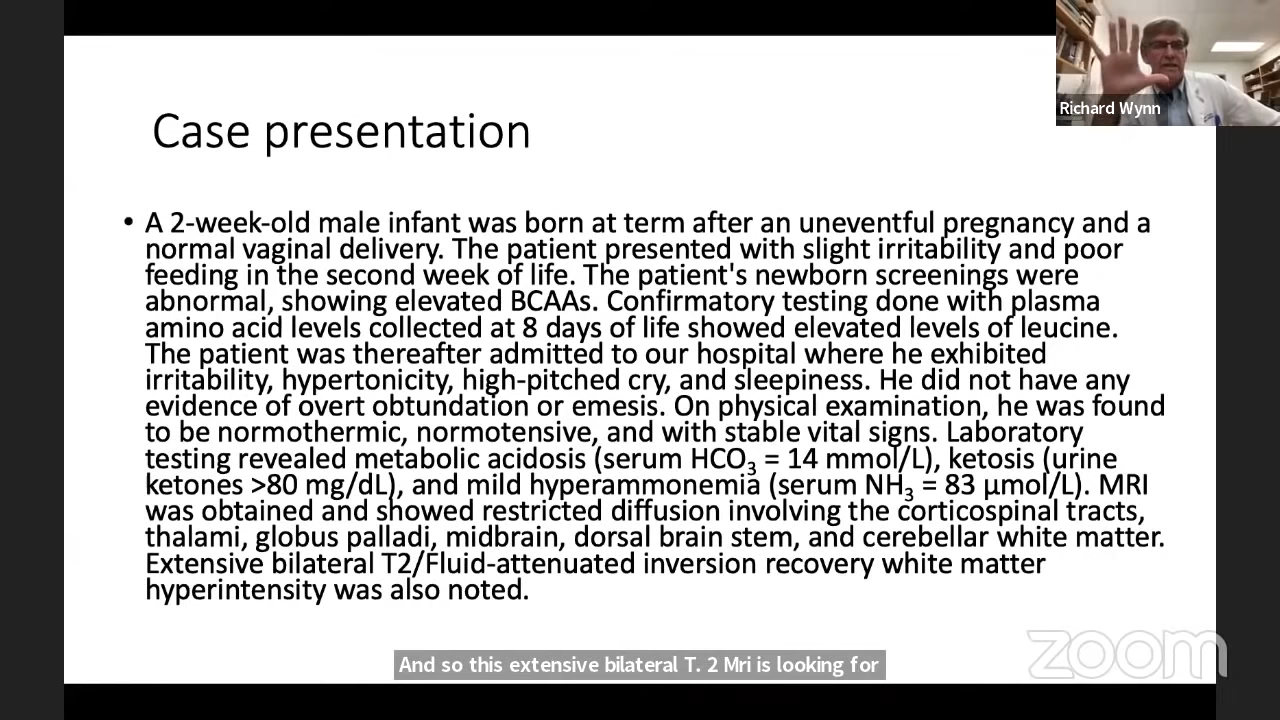 Richard Wynn
Case presentation
• A 2-week-old male infant was born at term after an uneventful pregnancy and a
normal vaginal delivery. The patient presented with slight irritability and poor
feeding in the second week of life. The patient's newborn screenings were
abnormal, showing elevated BCAAs. Confirmatory testing done with plasma
amino acid levels collected at 8 days of life showed elevated levels of leucine.
The patient was thereafter admitted to our hospital where he exhibited
irritability, hypertonicity, high-pitched cry, and sleepiness. He did not have any
evidence of overt obtundation or emesis. On physical examination, he was found
to be normothermic, normotensive, and with stable vital signs. Laboratory
testing revealed metabolic acidosis (serum HCO₃ = 14 mmol/L), ketosis (urine
ketones >80 mg/dL), and mild hyperammonemia (serum NH₃ = 83 µmol/L). MRI
was obtained and showed restricted diffusion involving the corticospinal tracts,
thalami, globus palladi, midbrain, dorsal brain stem, and cerebellar white matter.
Extensive bilateral T2/Fluid-attenuated inversion recovery white matter
hyperintensity was also noted.
And so this extensive bilateral T. 2 Mri is looking for
zoom